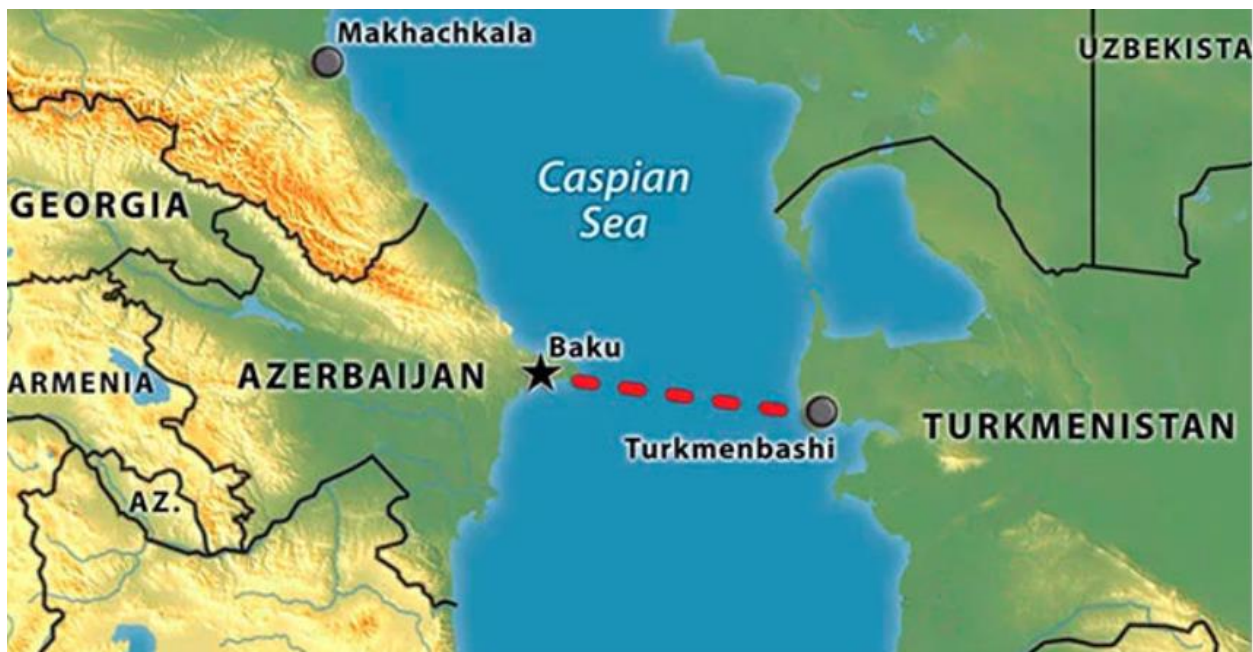 Makhachkala
UZBEKISTA
Caspian
Sea
GEORGIA
Baku
ARMENIA
AZERBAIJAN
TURKMENISTAN
Turkmenbashi
AZ.